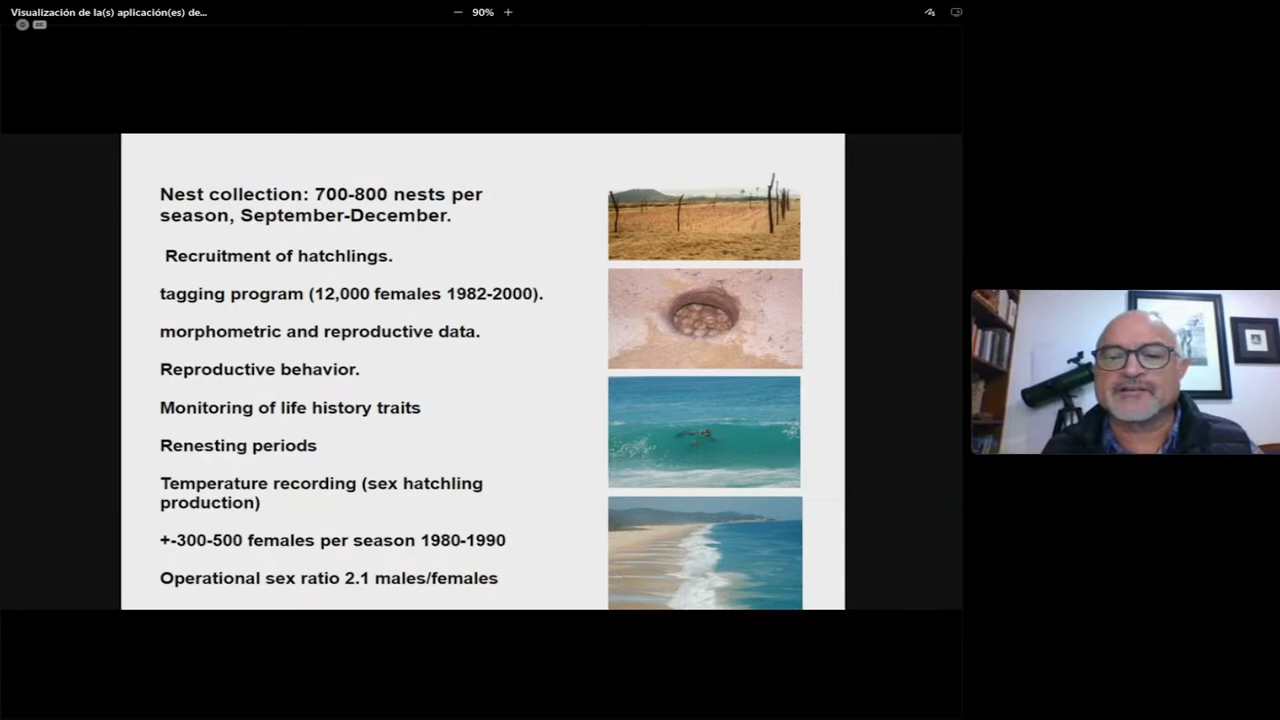 Visualización de la(s) aplicación(es) de...
90%
CC
Nest collection: 700-800 nests per
season, September-December.
Recruitment of hatchlings.
tagging program (12,000 females 1982-2000).
morphometric and reproductive data.
Reproductive behavior.
Monitoring of life history traits
Renesting periods
Temperature recording (sex hatchling
production)
+-300-500 females per season 1980-1990
Operational sex ratio 2.1 males/females